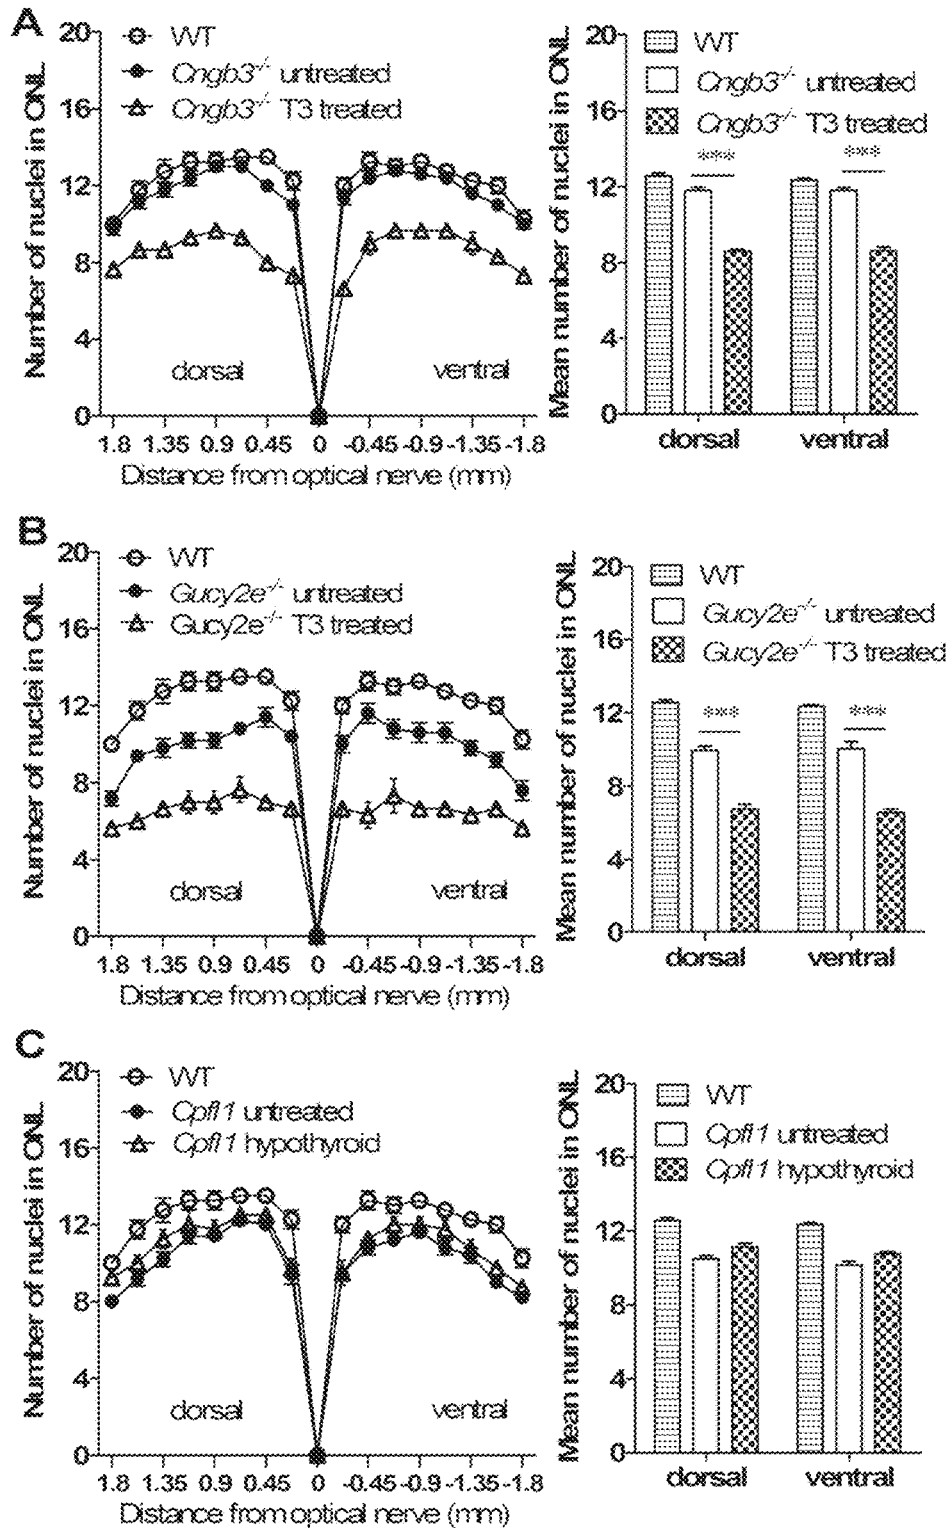 A
Number of nuclei in ONL
20
16
12
8
4
0
WT
Cngb3-/- untreated
Cngb3-/- T3 treated
dorsal
ventral
1.8 1.35 0.9 0.45 0 -0.45 -0.9 -1.35 -1.8
Distance from optical nerve (mm)
Mean number of nuclei in ONL
20
16
12
8
4
0
WT
Cngb3-/- untreated
Cngb3-/- T3 treated
*** ***
dorsal ventral
B
Number of nuclei in ONL
20
16
12
8
4
0
WT
Gucy2e-/- untreated
Gucy2e-/- T3 treated
dorsal
ventral
1.8 1.35 0.9 0.45 0 -0.45 -0.9 -1.35 -1.8
Distance from optical nerve (mm)
Mean number of nuclei in ONL
20
16
12
8
4
0
WT
Gucy2e-/- untreated
Gucy2e-/- T3 treated
*** ***
dorsal ventral
C
Number of nuclei in ONL
20
16
12
8
4
0
WT
Cpfl1 untreated
Cpfl1 hypothyroid
dorsal
ventral
1.8 1.35 0.9 0.45 0 -0.45 -0.9 -1.35 -1.8
Distance from optical nerve (mm)
Mean number of nuclei in ONL
20
16
12
8
4
0
WT
Cpfl1 untreated
Cpfl1 hypothyroid
dorsal ventral